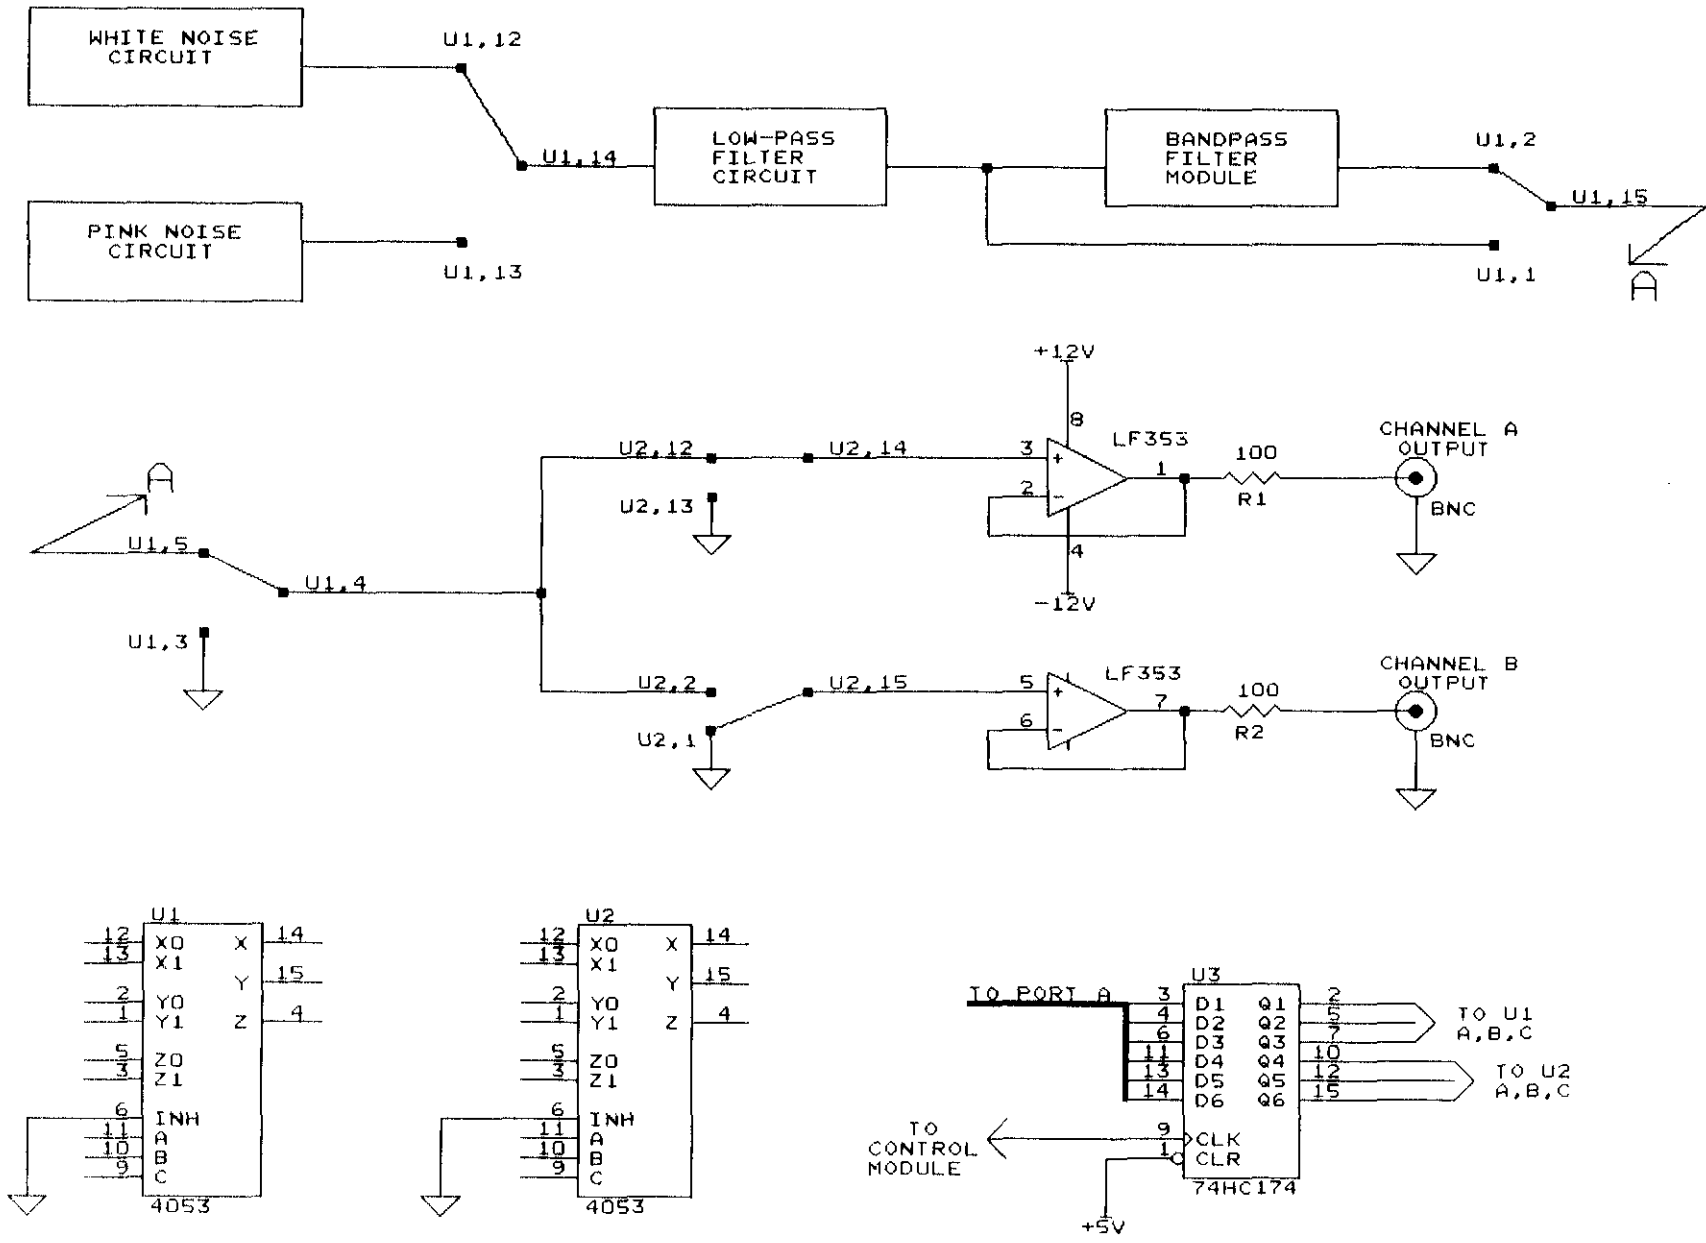 WHITE NOISE
CIRCUIT
U1,12
U1,14
LOW-PASS
FILTER
CIRCUIT
BANDPASS
FILTER
MODULE
U1,2
U1,15
PINK NOISE
CIRCUIT
U1,13
U1,1
A
+12V
8
LF353
U2,12
U2,14
3
+
1
100
R1
CHANNEL A
OUTPUT
BNC
A
U2,13
2
-
4
-12V
U1,5
U1,4
U1,3
U2,2
U2,15
5
+
LF353
7
100
R2
CHANNEL B
OUTPUT
BNC
U2,1
6
-
U1
12 X0 X 14
13 X1
Y 15
2 Y0
1 Y1 Z 4
5 Z0
3 Z1
6 INH
11 A
10 B
9 C
4053
U2
12 X0 X 14
13 X1
Y 15
2 Y0
1 Y1 Z 4
5 Z0
3 Z1
6 INH
11 A
10 B
9 C
4053
U3
TO PORT A
3 D1 Q1 2
4 D2 Q2 5
6 D3 Q3 7
11 D4 Q4 10
13 D5 Q5 12
14 D6 Q6 15
TO U1
A,B,C
TO U2
A,B,C
TO
CONTROL
MODULE
9 CLK
1 CLR
74HC174
+5V